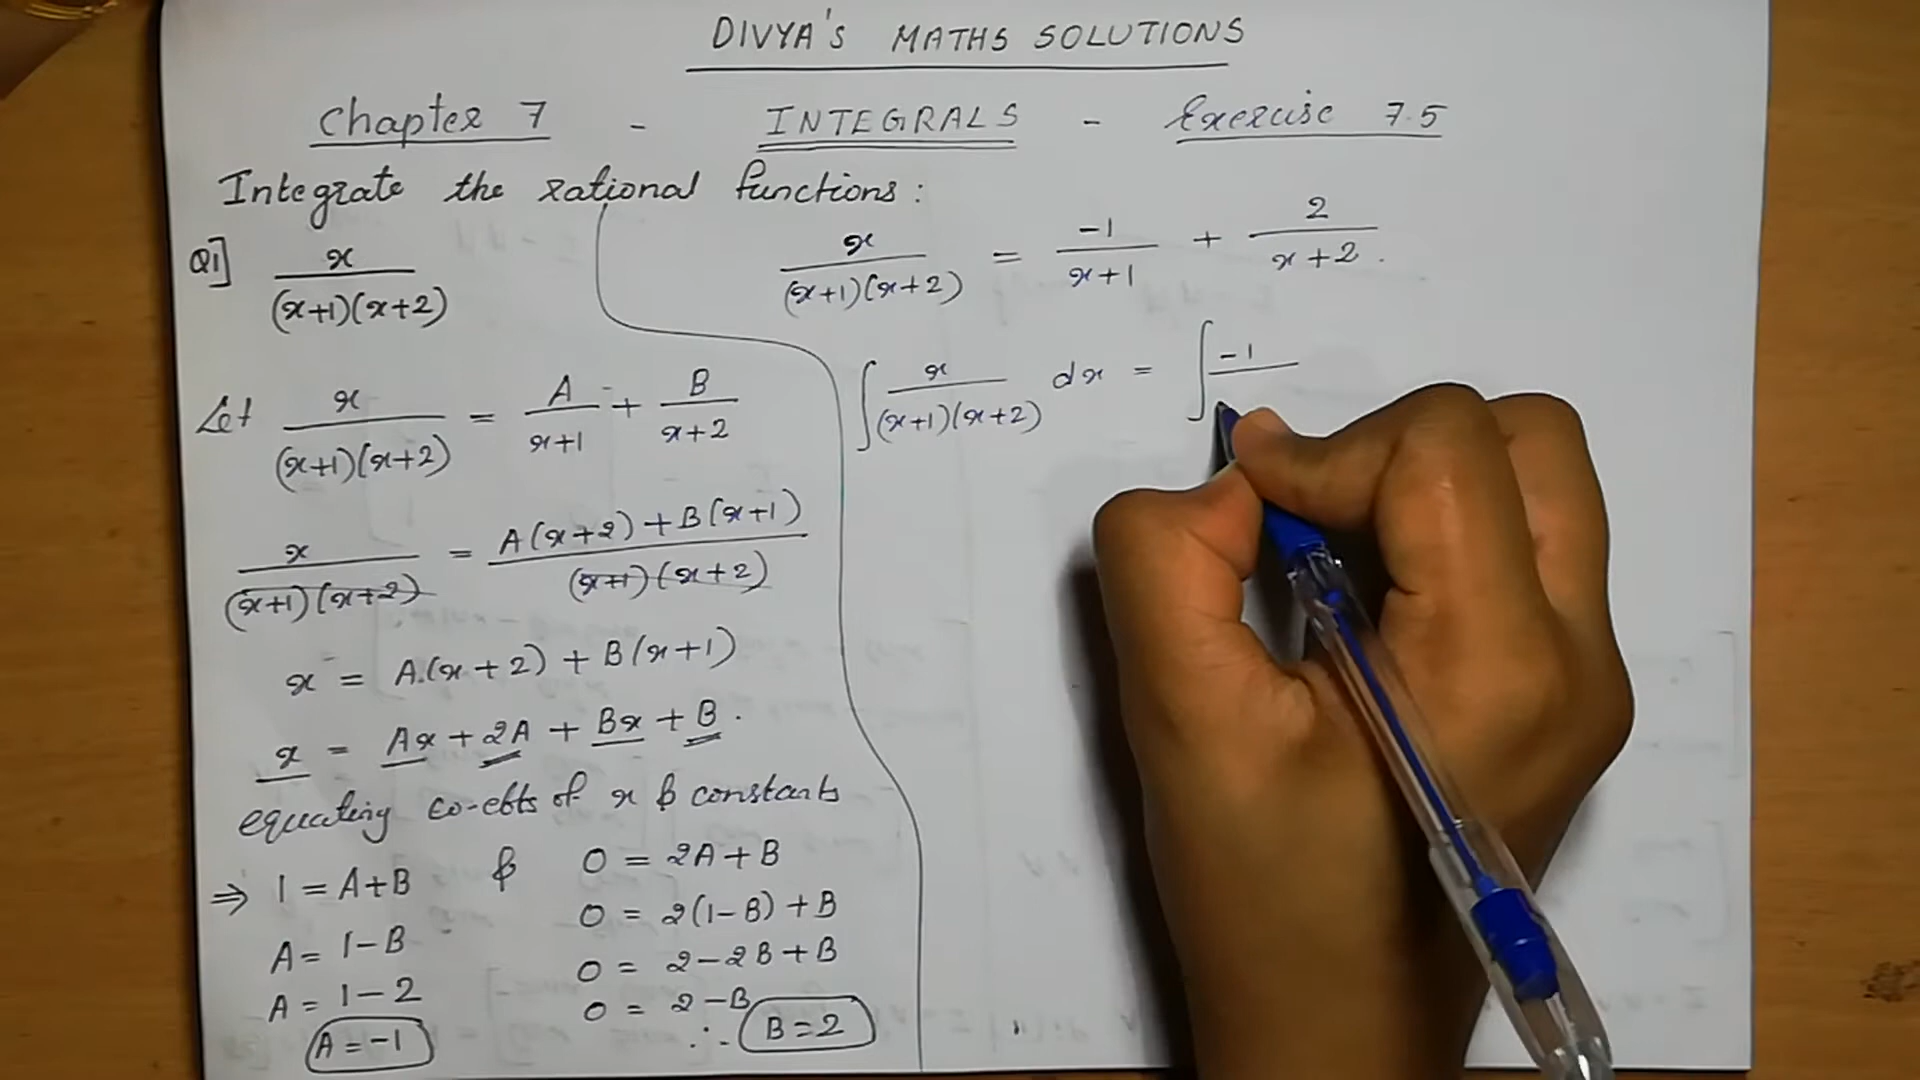 DIVYA'S MATHS SOLUTIONS
Chapter 7 - INTEGRALS - Exercise 7.5
Integrate the rational functions:
Q1] x/(x+1)(x+2)
Let x/(x+1)(x+2) = A/x+1 + B/x+2
x/(x+1)(x+2) = A(x+2)+B(x+1)/(x+1)(x+2)
x = A.(x+2) + B(x+1)
x = Ax + 2A + Bx + B.
equating co-effts of x & constants
⇒ 1 = A+B & 0 = 2A+B
A = 1-B 0 = 2(1-B)+B
A = 1-2 0 = 2-2B+B
A = -1 0 = 2-B
∴ B = 2
x/(x+1)(x+2) = -1/x+1 + 2/x+2.
∫ x/(x+1)(x+2) dx = ∫ -1